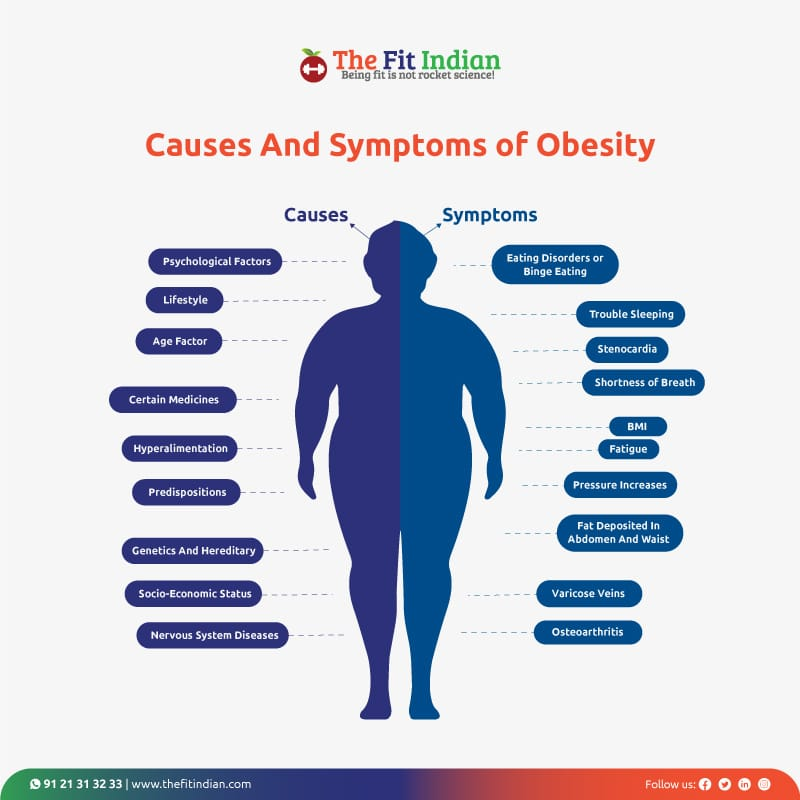 The Fit Indian
Being fit is not rocket science!
Causes And Symptoms of Obesity
Causes
Symptoms
Psychological Factors
Lifestyle
Age Factor
Certain Medicines
Hyperalimentation
Predispositions
Genetics And Hereditary
Socio-Economic Status
Nervous System Diseases
Eating Disorders or
Binge Eating
Trouble Sleeping
Stenocardia
Shortness of Breath
BMI
Fatigue
Pressure Increases
Fat Deposited In
Abdomen And Waist
Varicose Veins
Osteoarthritis
91 21 31 32 33 | www.thefitindian.com
Follow us: